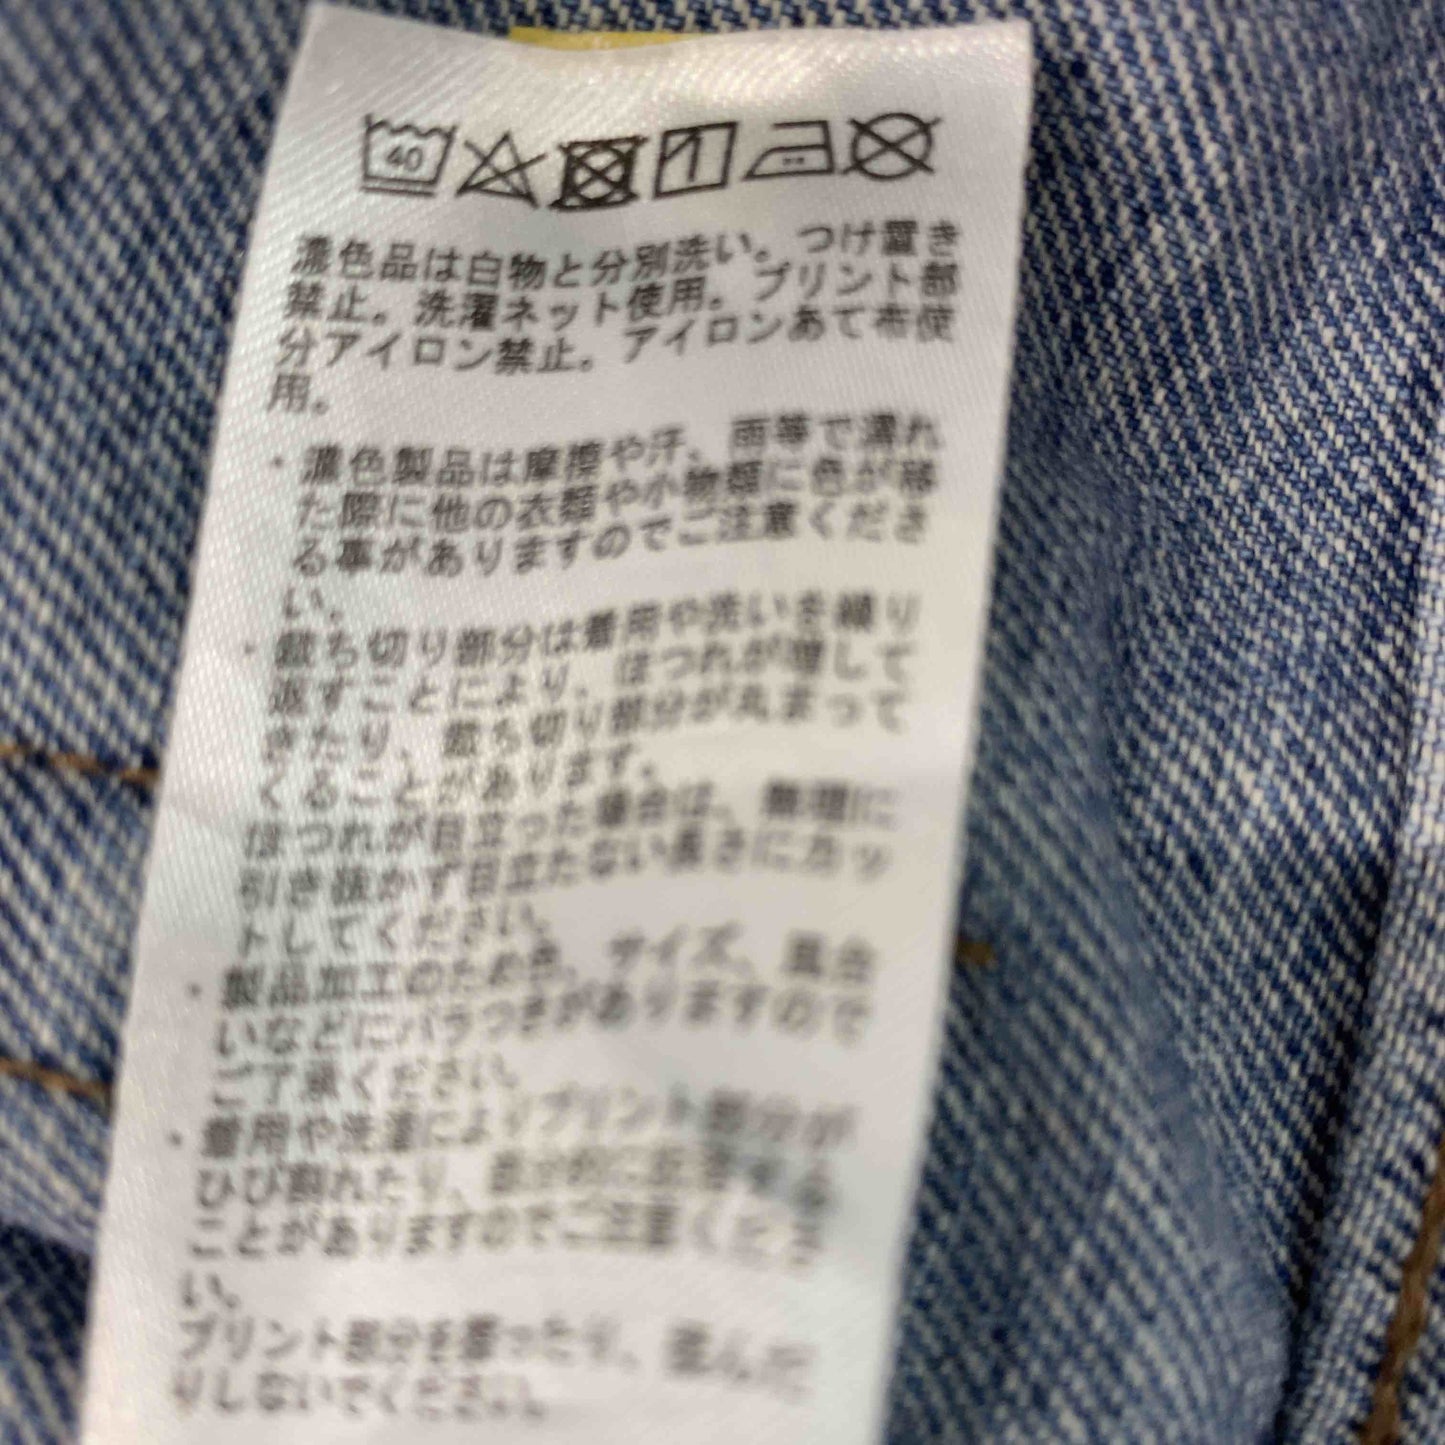 40
濃色品は白物と分別洗い。つけ置き
禁止。洗濯ネット使用。プリント部
分アイロン禁止。アイロンあて布使
用。
・濃色製品は摩擦や汗、雨等で濡れ
た際に他の衣類や小物類に色が移
る事がありますのでご注意くださ
い。
・裁ち切り部分は着用や洗いを繰り
返すことにより、ほつれが増して
きたり、裁ち切り部分が丸まって
くることがあります。
ほつれが目立った場合は、無理に
引き抜かず目立たない長さにカッ
トしてください。
・製品加工のため色、サイズ、風合
いなどにバラつきがありますので
ご了承ください。
・着用や洗濯によりプリント部分が
ひび割れたり、部分的に
することがありますのでご注意くださ
い。
プリント部分を擦ったり、揉んだ
りしないでください。